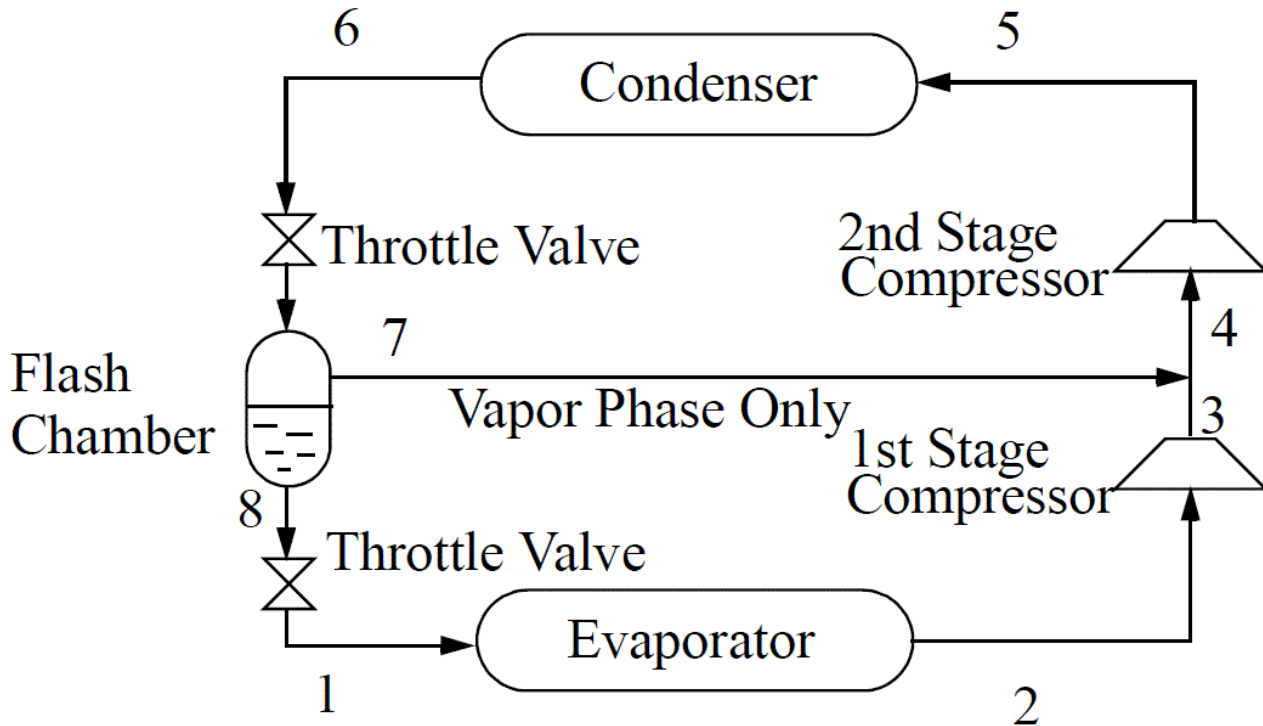 6
5
Condenser
Throttle Valve
2nd Stage
Compressor
4
7
Flash
Chamber
Vapor Phase Only
3
1st Stage
Compressor
8
Throttle Valve
Evaporator
1
2